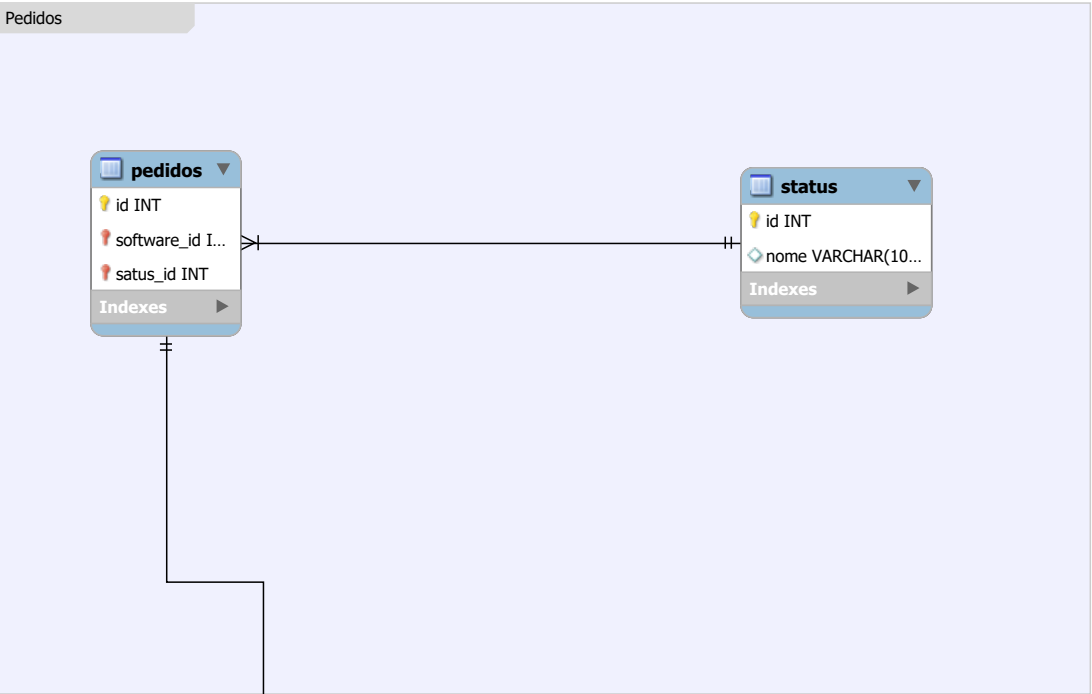 Pedidos
pedidos
id INT
software_id I...
satus_id INT
Indexes
status
id INT
nome VARCHAR(10...
Indexes